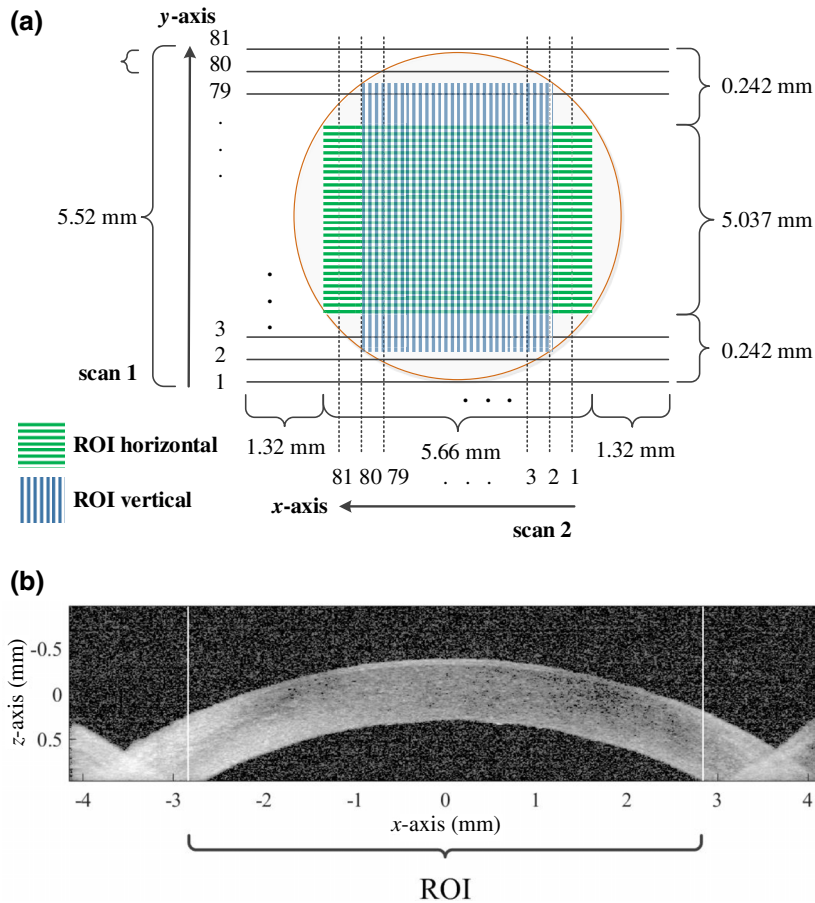 (a)
y-axis
81
80
79
.
.
.
0.242 mm
5.52 mm
5.037 mm
. . .
3
2
1
scan 1
0.242 mm
. . .
1.32 mm
5.66 mm
1.32 mm
81 80 79 . . . 3 2 1
x-axis
scan 2
ROI horizontal
ROI vertical
(b)
z-axis (mm)
-0.5
0
0.5
-4 -3 -2 -1 0 1 2 3 4
x-axis (mm)
ROI